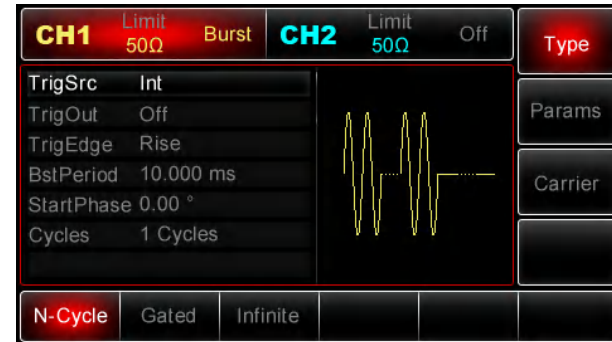 CH1 Limit 50Ω Burst CH2 Limit 50Ω Off
Type
TrigSrc Int
TrigOut Off
TrigEdge Rise
BstPeriod 10.000 ms
StartPhase 0.00 °
Cycles 1 Cycles
Params
Carrier
N-Cycle Gated Infinite